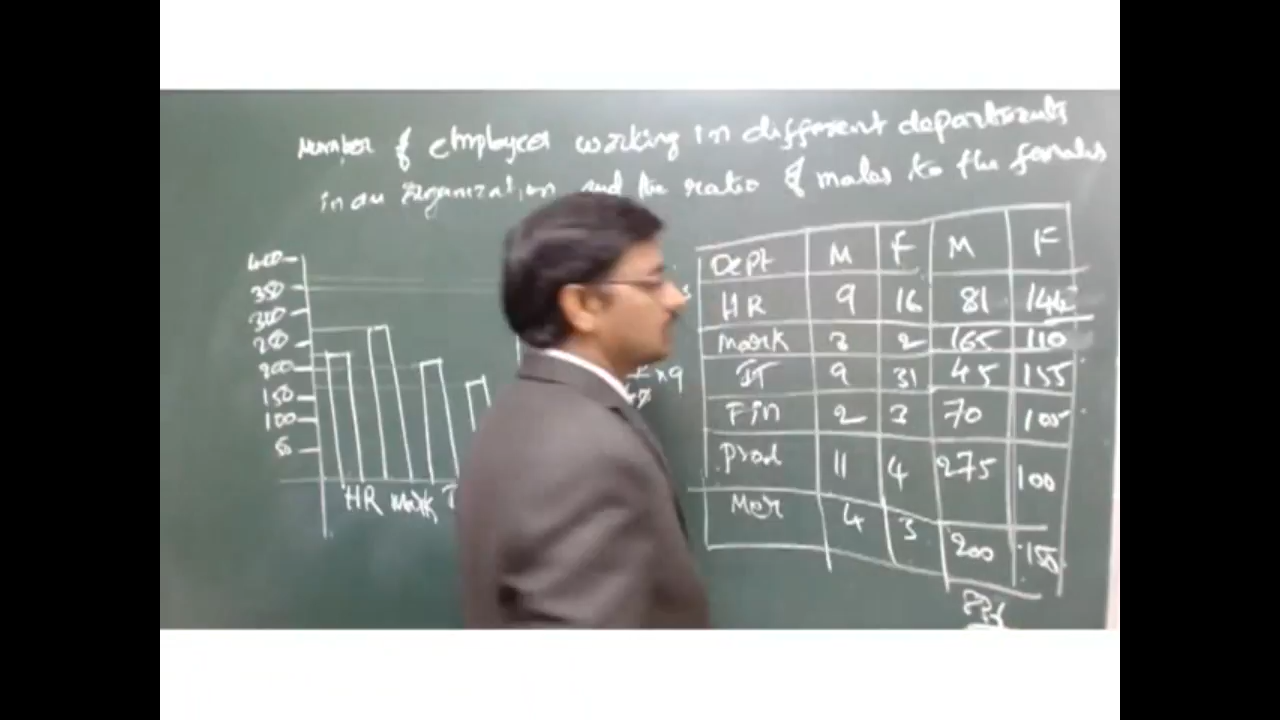 Number of employees working in different departments
in an organization and the ratio of males to the females
400
350
300
250
200
150
100
50
HR Mark
x 9
Dept M F M F
HR 9 16 81 144
Mark 3 2 165 110
IT 9 31 45 155
Fin 2 3 70 105
Prod 11 4 275 100
Mer 4 3 200 150